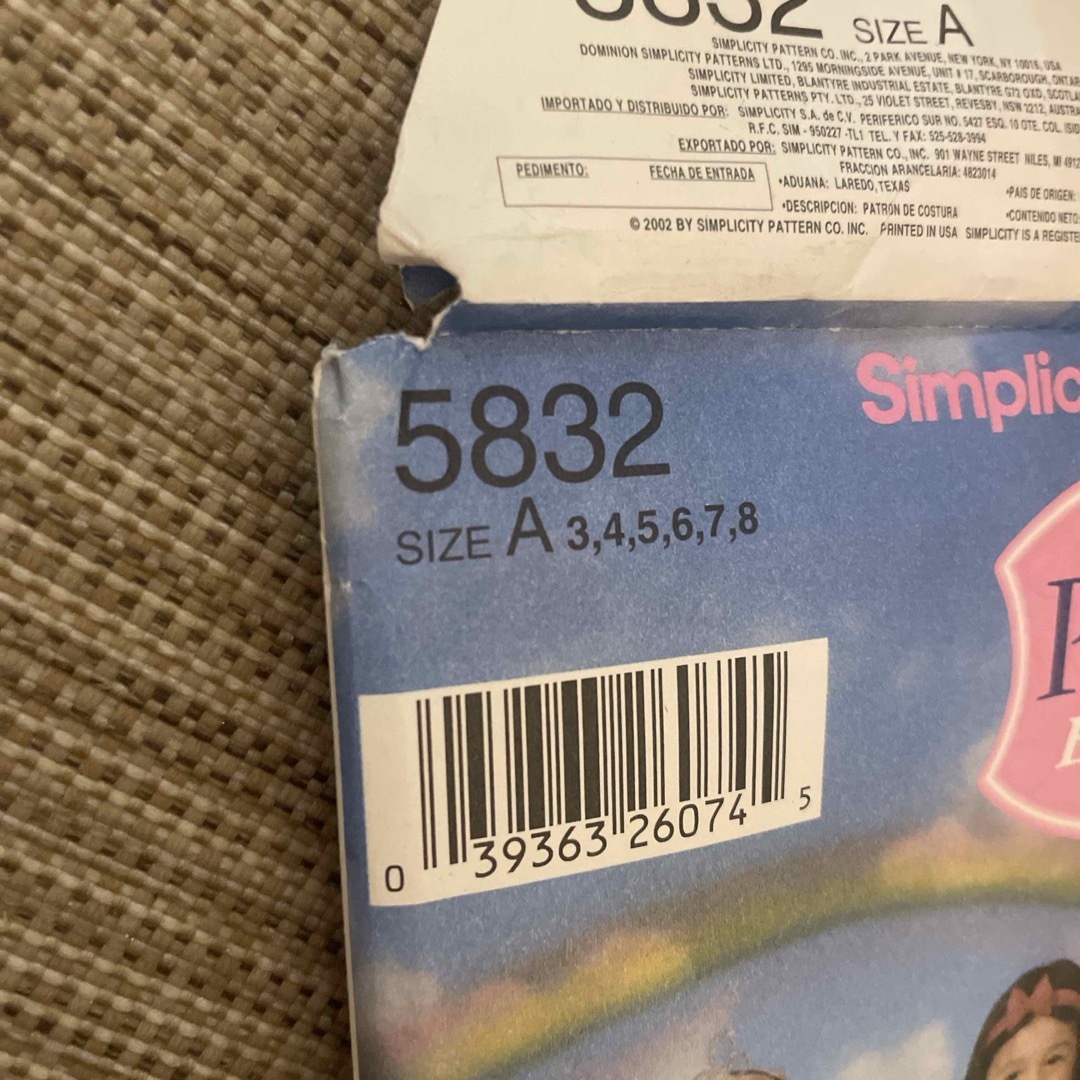 5832 SIZE A
SIMPLICITY PATTERN CO. INC., 2 PARK AVENUE, NEW YORK, NY 10016, USA
DOMINION SIMPLICITY PATTERNS LTD., 1295 MORNINGSIDE AVENUE, UNIT # 17, SCARBOROUGH, ONTAR
SIMPLICITY LIMITED, BLANTYRE INDUSTRIAL ESTATE, BLANTYRE G72 OXD, SCOTLA
SIMPLICITY PATTERNS PTY. LTD., 25 VIOLET STREET, REVESBY, NSW 2212, AUSTRA
IMPORTADO Y DISTRIBUIDO POR: SIMPLICITY S.A. de C.V. PERIFERICO SUR NO. 5427 ESQ. 10 OTE. COL. ISID
R.F.C. SIM - 950227 -TL1 TEL. Y FAX: 525-528-3994
EXPORTADO POR: SIMPLICITY PATTERN CO., INC. 901 WAYNE STREET NILES, MI 4912
FRACCION ARANCELARIA: 4823014
PEDIMENTO: FECHA DE ENTRADA
•ADUANA: LAREDO, TEXAS •PAIS DE ORIGEN:
•DESCRIPCION: PATRÓN DE COSTURA •CONTENIDO NETO
© 2002 BY SIMPLICITY PATTERN CO. INC. PRINTED IN USA SIMPLICITY IS A REGISTE
5832
Simplic
SIZE A 3,4,5,6,7,8
0 39363 26074 5